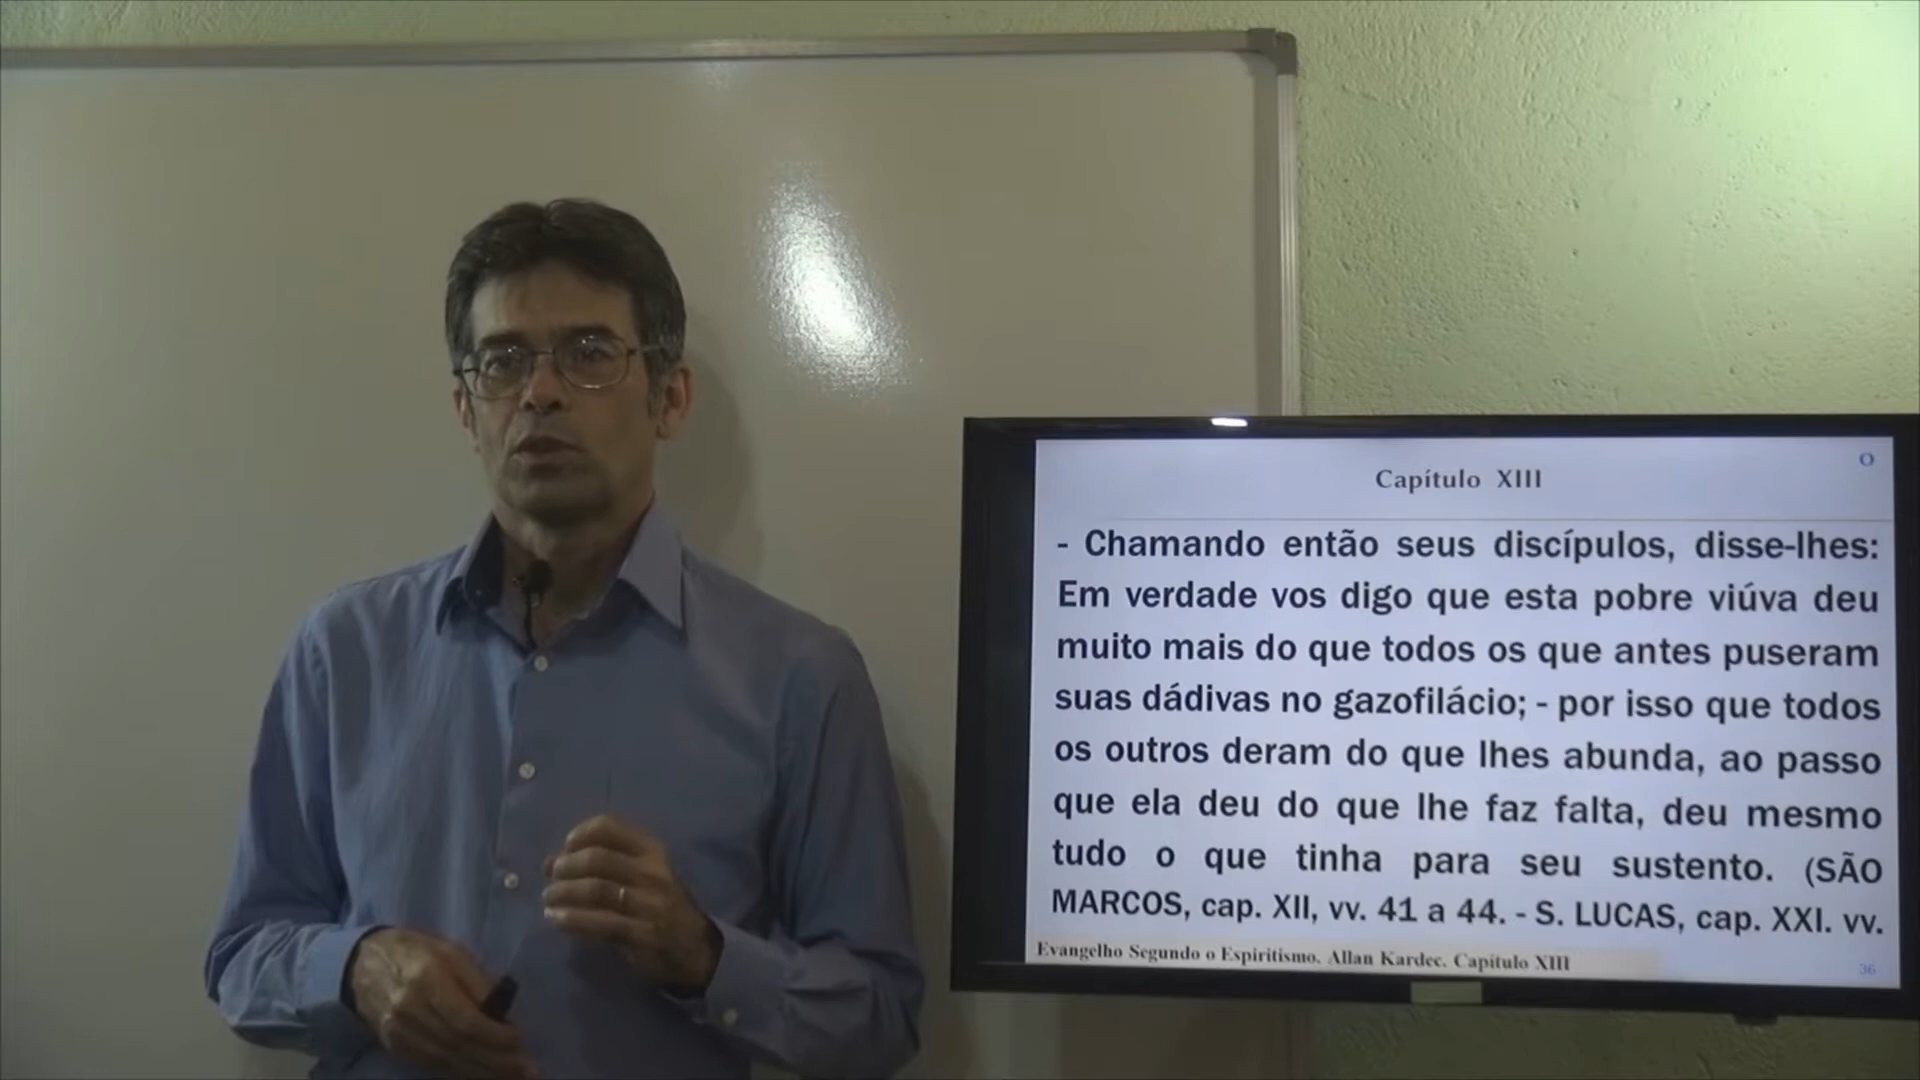 O
Capítulo XIII
- Chamando então seus discípulos, disse-lhes:
Em verdade vos digo que esta pobre viúva deu
muito mais do que todos os que antes puseram
suas dádivas no gazofilácio; - por isso que todos
os outros deram do que lhes abunda, ao passo
que ela deu do que lhe faz falta, deu mesmo
tudo o que tinha para seu sustento. (SÃO
MARCOS, cap. XII, vv. 41 a 44. - S. LUCAS, cap. XXI. vv.
Evangelho Segundo o Espiritismo. Allan Kardec. Capítulo XIII
36